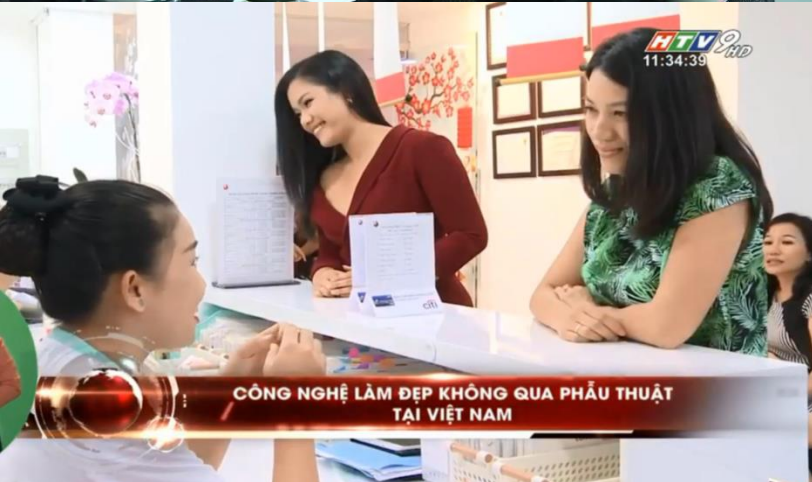 HTV9 HD
11:34:39
citi
CÔNG NGHỆ LÀM ĐẸP KHÔNG QUA PHẪU THUẬT
TẠI VIỆT NAM